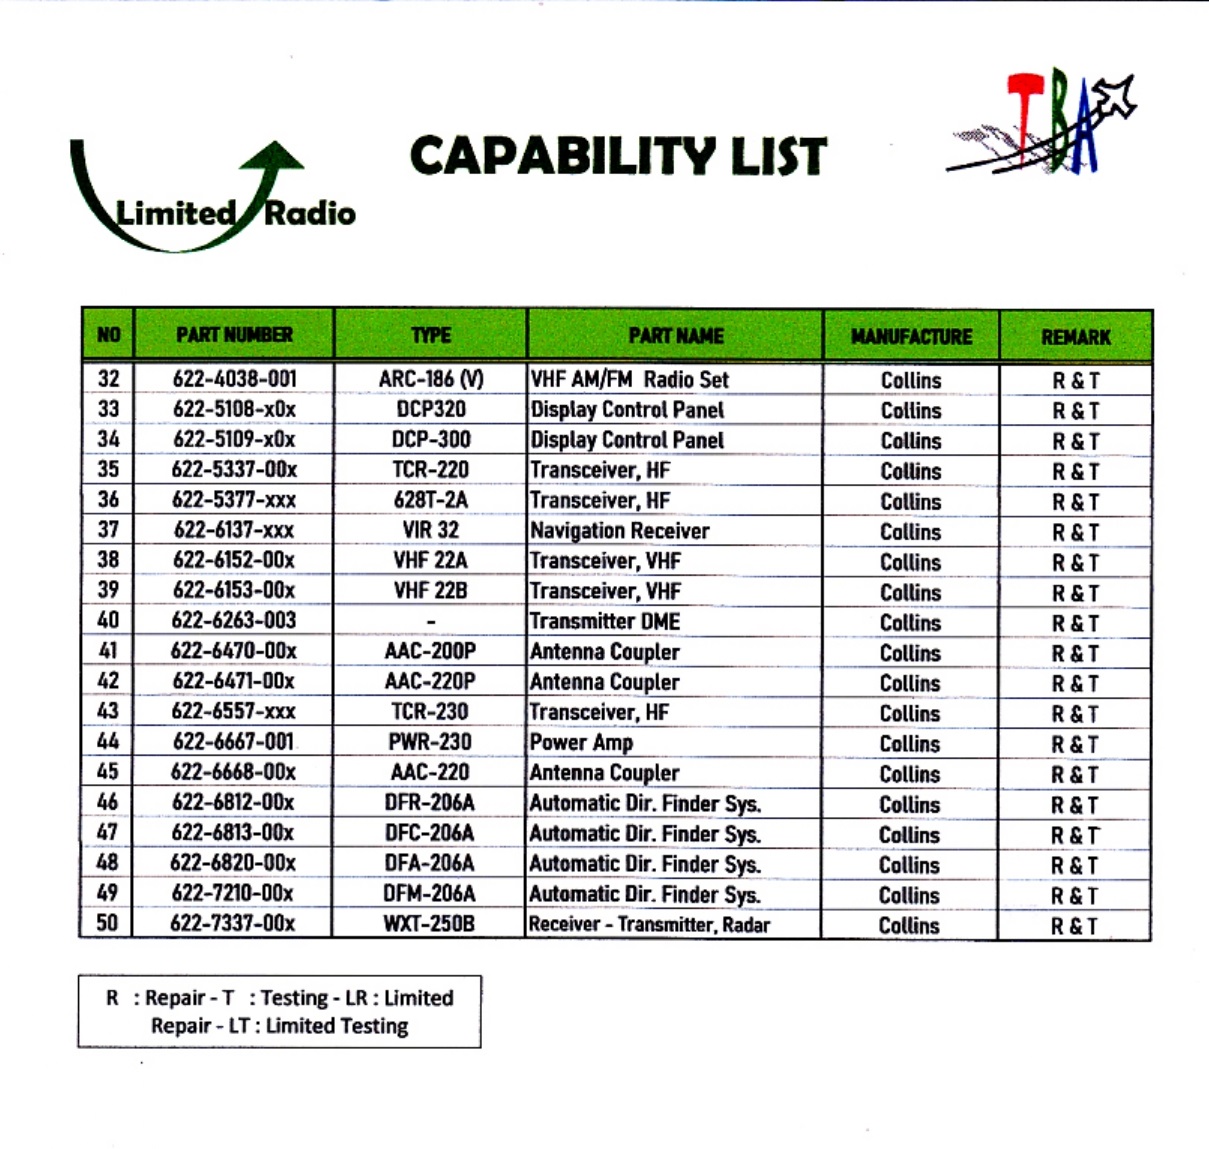 TBA
CAPABILITY LIST
Limited Radio
NO PART NUMBER TYPE PART NAME MANUFACTURE REMARK
32 622-4038-001 ARC-186 (V) VHF AM/FM Radio Set Collins R & T
33 622-5108-x0x DCP320 Display Control Panel Collins R & T
34 622-5109-x0x DCP-300 Display Control Panel Collins R & T
35 622-5337-00x TCR-220 Transceiver, HF Collins R & T
36 622-5377-xxx 628T-2A Transceiver, HF Collins R & T
37 622-6137-xxx VIR 32 Navigation Receiver Collins R & T
38 622-6152-00x VHF 22A Transceiver, VHF Collins R & T
39 622-6153-00x VHF 22B Transceiver, VHF Collins R & T
40 622-6263-003 - Transmitter DME Collins R & T
41 622-6470-00x AAC-200P Antenna Coupler Collins R & T
42 622-6471-00x AAC-220P Antenna Coupler Collins R & T
43 622-6557-xxx TCR-230 Transceiver, HF Collins R & T
44 622-6667-001 PWR-230 Power Amp Collins R & T
45 622-6668-00x AAC-220 Antenna Coupler Collins R & T
46 622-6812-00x DFR-206A Automatic Dir. Finder Sys. Collins R & T
47 622-6813-00x DFC-206A Automatic Dir. Finder Sys. Collins R & T
48 622-6820-00x DFA-206A Automatic Dir. Finder Sys. Collins R & T
49 622-7210-00x DFM-206A Automatic Dir. Finder Sys. Collins R & T
50 622-7337-00x WXT-250B Receiver - Transmitter, Radar Collins R & T
R : Repair - T : Testing - LR : Limited
Repair - LT : Limited Testing